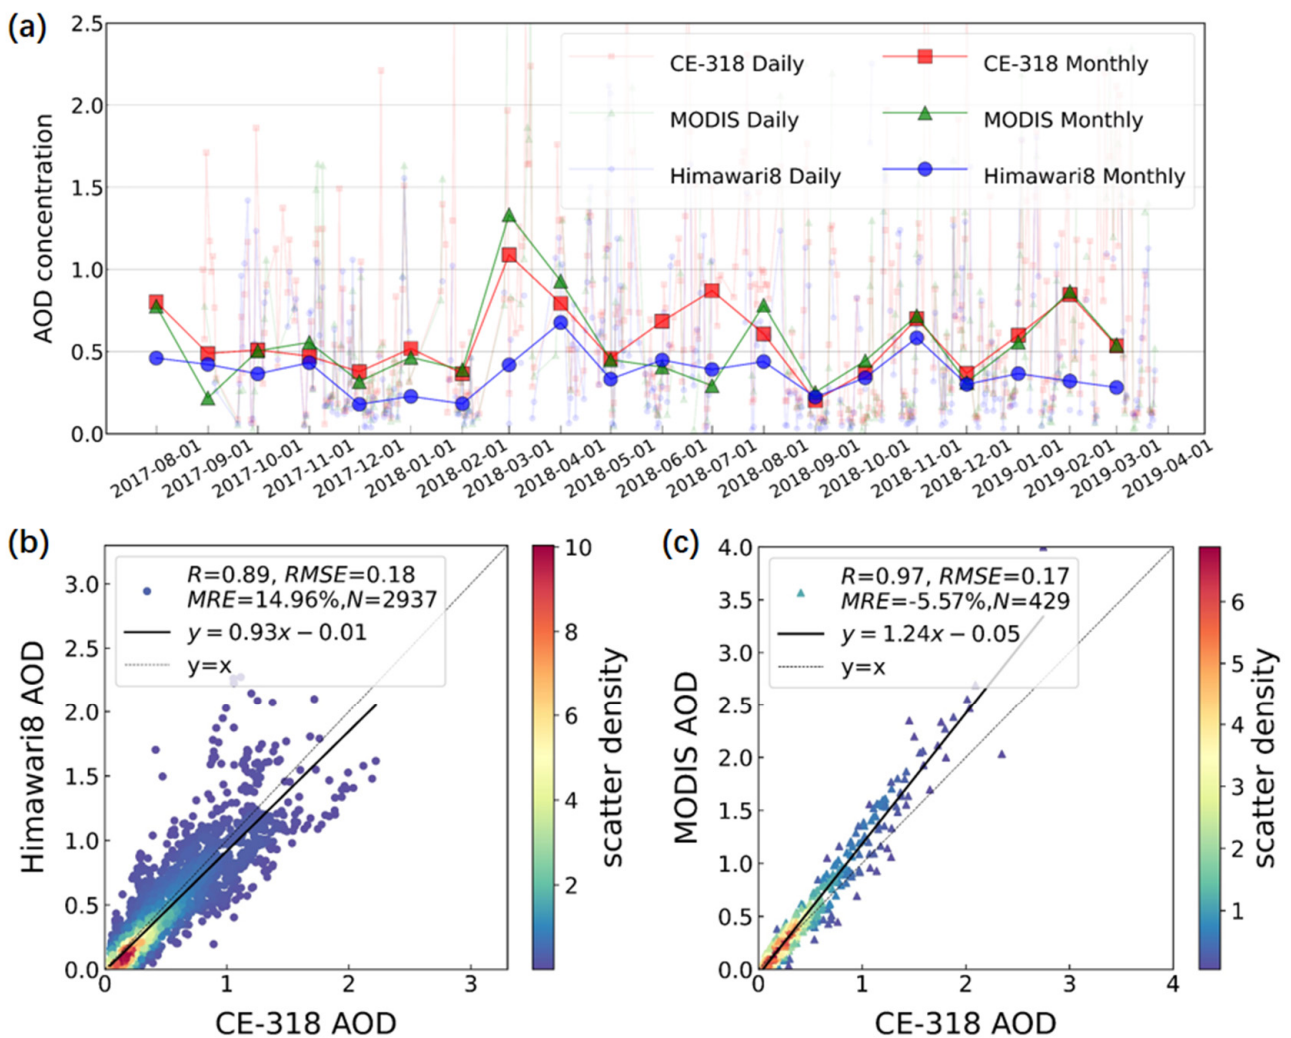 (a)
AOD concentration
2.5
2.0
1.5
1.0
0.5
0.0
CE-318 Daily
MODIS Daily
Himawari8 Daily
CE-318 Monthly
MODIS Monthly
Himawari8 Monthly
2017-08-01
2017-09-01
2017-10-01
2017-11-01
2017-12-01
2018-01-01
2018-02-01
2018-03-01
2018-04-01
2018-05-01
2018-06-01
2018-07-01
2018-08-01
2018-09-01
2018-10-01
2018-11-01
2018-12-01
2019-01-01
2019-02-01
2019-03-01
2019-04-01
(b)
Himawari8 AOD
3.0
2.5
2.0
1.5
1.0
0.5
0.0
R=0.89, RMSE=0.18
MRE=14.96%,N=2937
y = 0.93x − 0.01
y=x
0
1
2
3
CE-318 AOD
10
8
6
4
2
scatter density
(c)
MODIS AOD
4.0
3.5
3.0
2.5
2.0
1.5
1.0
0.5
0.0
R=0.97, RMSE=0.17
MRE=-5.57%,N=429
y = 1.24x − 0.05
y=x
0
1
2
3
4
CE-318 AOD
6
5
4
3
2
1
scatter density